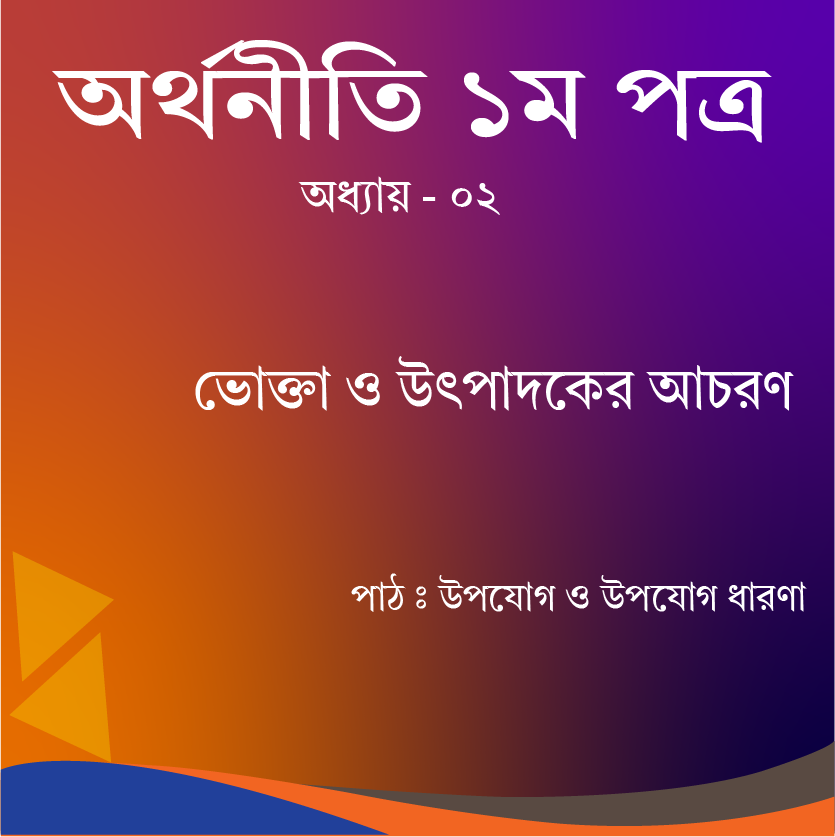 অর্থনীতি ১ম পত্র
অধ্যায় - ০২
ভোক্তা ও উৎপাদকের আচরণ
পাঠ ঃ উপযোগ ও উপযোগ ধারণা